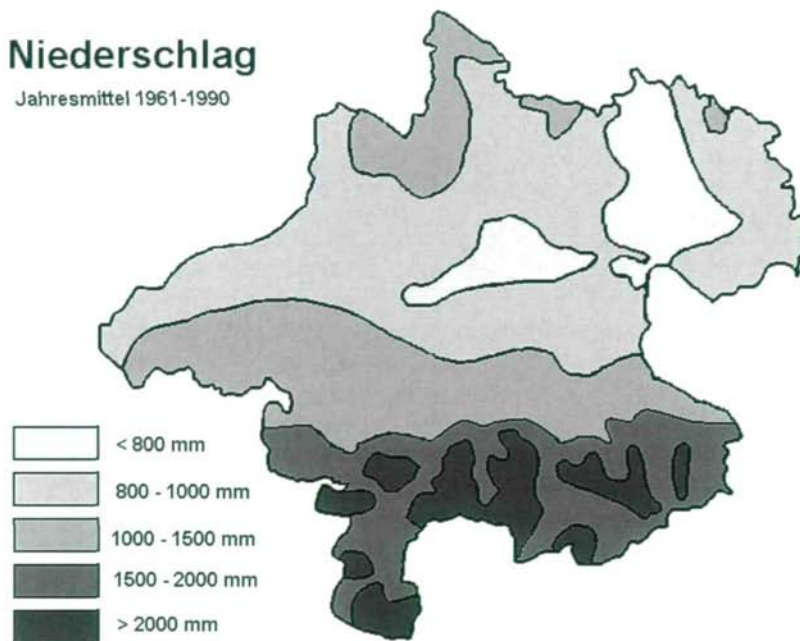 Niederschlag
Jahresmittel 1961-1990
< 800 mm
800 - 1000 mm
1000 - 1500 mm
1500 - 2000 mm
> 2000 mm